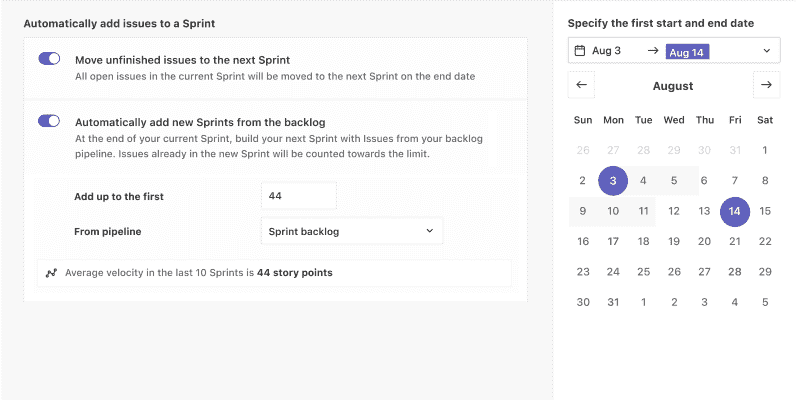 Automatically add issues to a Sprint
Move unfinished issues to the next Sprint
All open issues in the current Sprint will be moved to the next Sprint on the end date
Automatically add new Sprints from the backlog
At the end of your current Sprint, build your next Sprint with Issues from your backlog
pipeline. Issues already in the new Sprint will be counted towards the limit.
Add up to the first 44
From pipeline Sprint backlog
Average velocity in the last 10 Sprints is 44 story points
Specify the first start and end date
Aug 3 → Aug 14
← August →
Sun Mon Tue Wed Thu Fri Sat
26 27 28 29 30 31 1
2 3 4 5 6 7 8
9 10 11 12 13 14 15
16 17 18 19 20 21 22
23 24 25 26 27 28 29
30 31 1 2 3 4 5